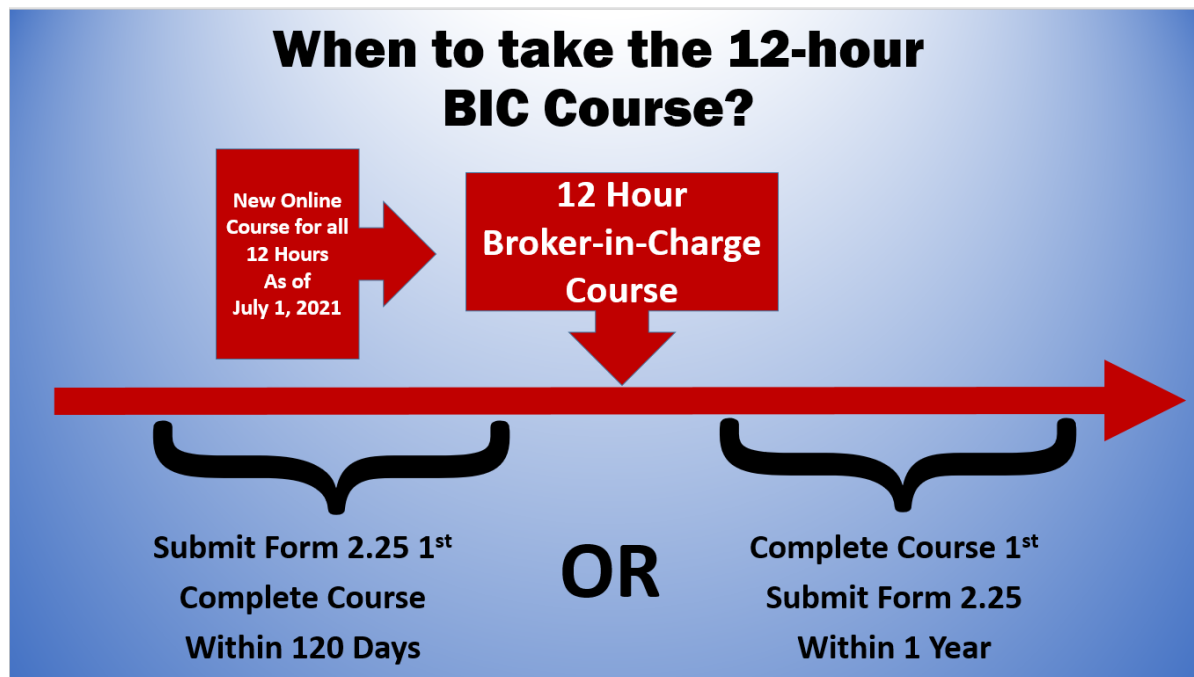 When to take the 12-hour
BIC Course?
New Online
Course for all
12 Hours
As of
July 1, 2021
12 Hour
Broker-in-Charge
Course
Submit Form 2.25 1st
Complete Course
Within 120 Days
OR
Complete Course 1st
Submit Form 2.25
Within 1 Year